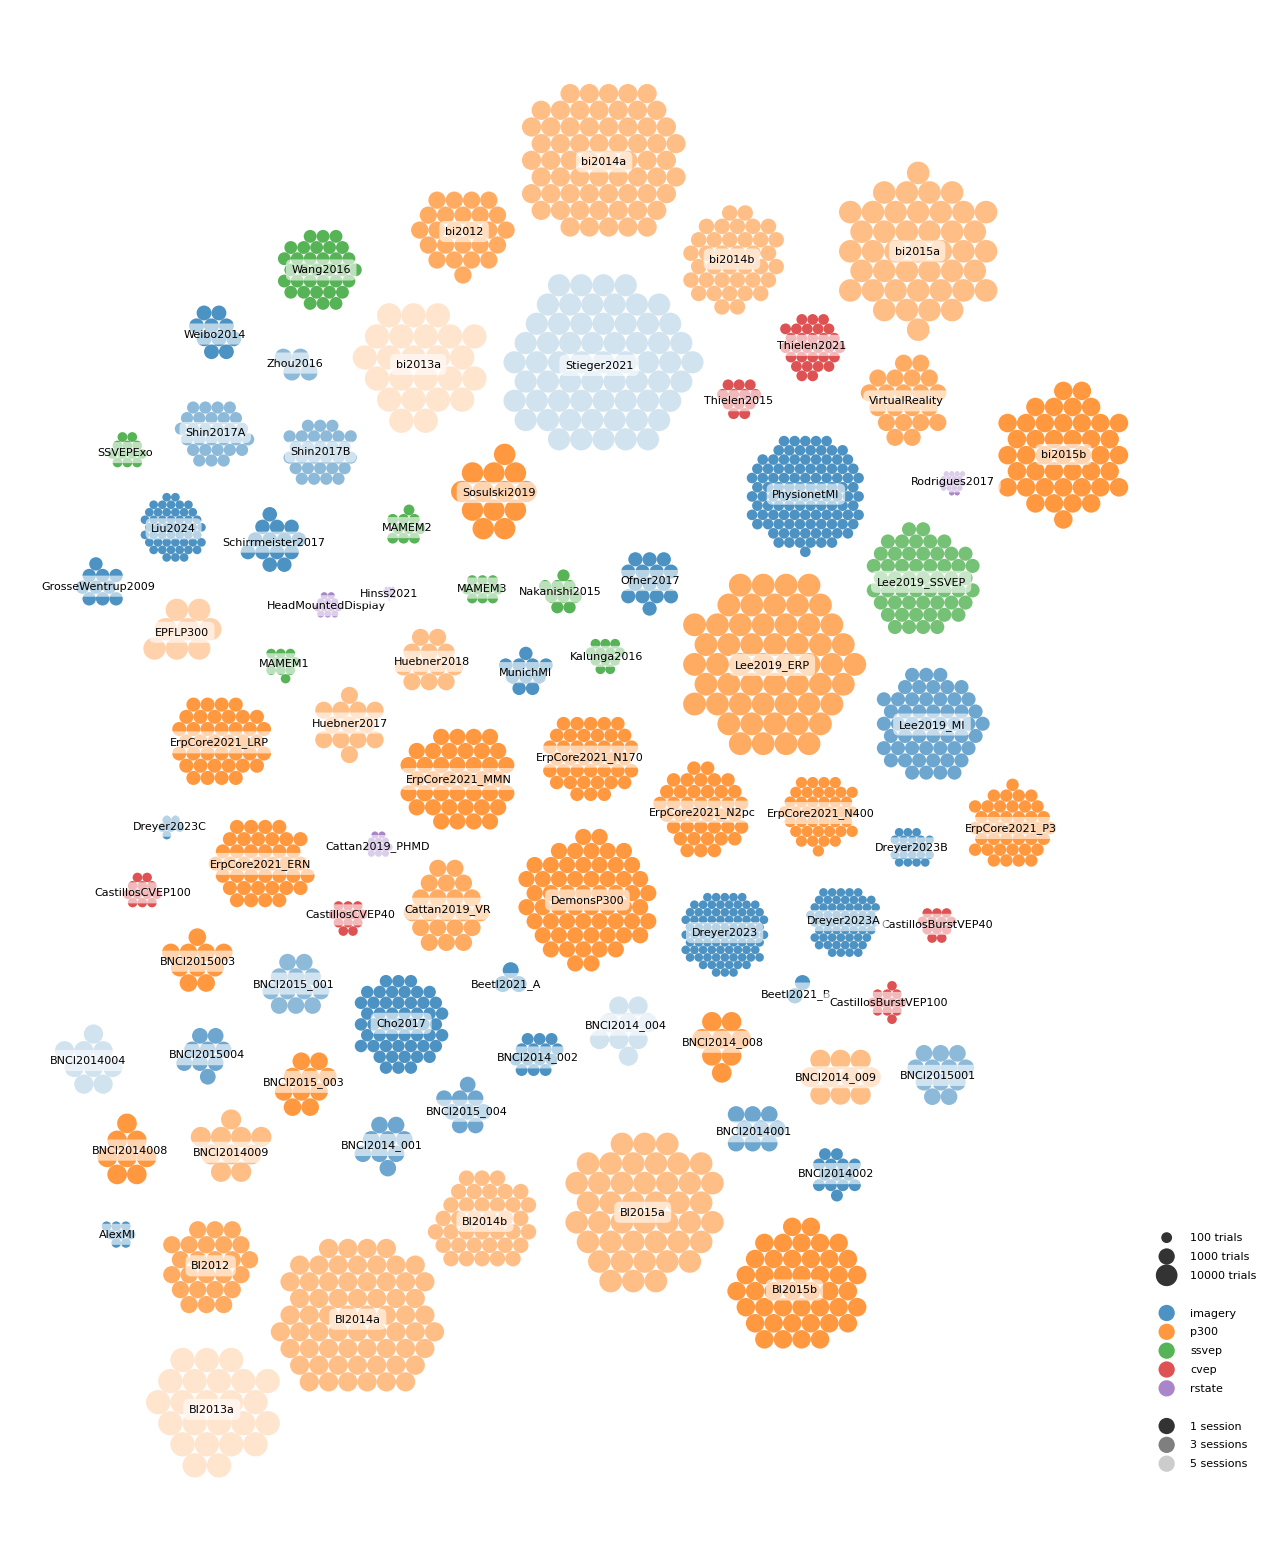 bi2014a
bi2012
bi2014b
bi2015a
Wang2016
Weibo2014
Zhou2016
bi2013a
Stieger2021
Thielen2021
Thielen2015
VirtualReality
Shin2017A
Shin2017B
SSVEPExo
bi2015b
Sosulski2019
PhysionetMI
Rodrigues2017
Liu2024
MAMEM2
Schirrmeister2017
GrosseWentrup2009
Hinss2021
HeadMountedDisplay
MAMEM3
Nakanishi2015
Ofner2017
Lee2019_SSVEP
EPFLP300
MAMEM1
Huebner2018
MunichMI
Kalunga2016
Lee2019_ERP
Huebner2017
Lee2019_MI
ErpCore2021_LRP
ErpCore2021_MMN
ErpCore2021_N170
ErpCore2021_N2pc
ErpCore2021_N400
ErpCore2021_P3
Dreyer2023C
Cattan2019_PHMD
Dreyer2023B
ErpCore2021_ERN
CastillosCVEP100
CastillosCVEP40
Cattan2019_VR
DemonsP300
Dreyer2023
Dreyer2023A
CastillosBurstVEP40
BNCI2015003
BNCI2015_001
Beetl2021_A
Beetl2021_B
CastillosBurstVEP100
Cho2017
BNCI2014_004
BNCI2014_008
BNCI2014004
BNCI2015004
BNCI2014_002
BNCI2015_003
BNCI2014_009
BNCI2015001
BNCI2015_004
BNCI2014001
BNCI2014008
BNCI2014009
BNCI2014_001
BNCI2014002
AlexMI
BI2014b
BI2015a
BI2012
BI2014a
BI2015b
BI2013a
100 trials
1000 trials
10000 trials
imagery
p300
ssvep
cvep
rstate
1 session
3 sessions
5 sessions